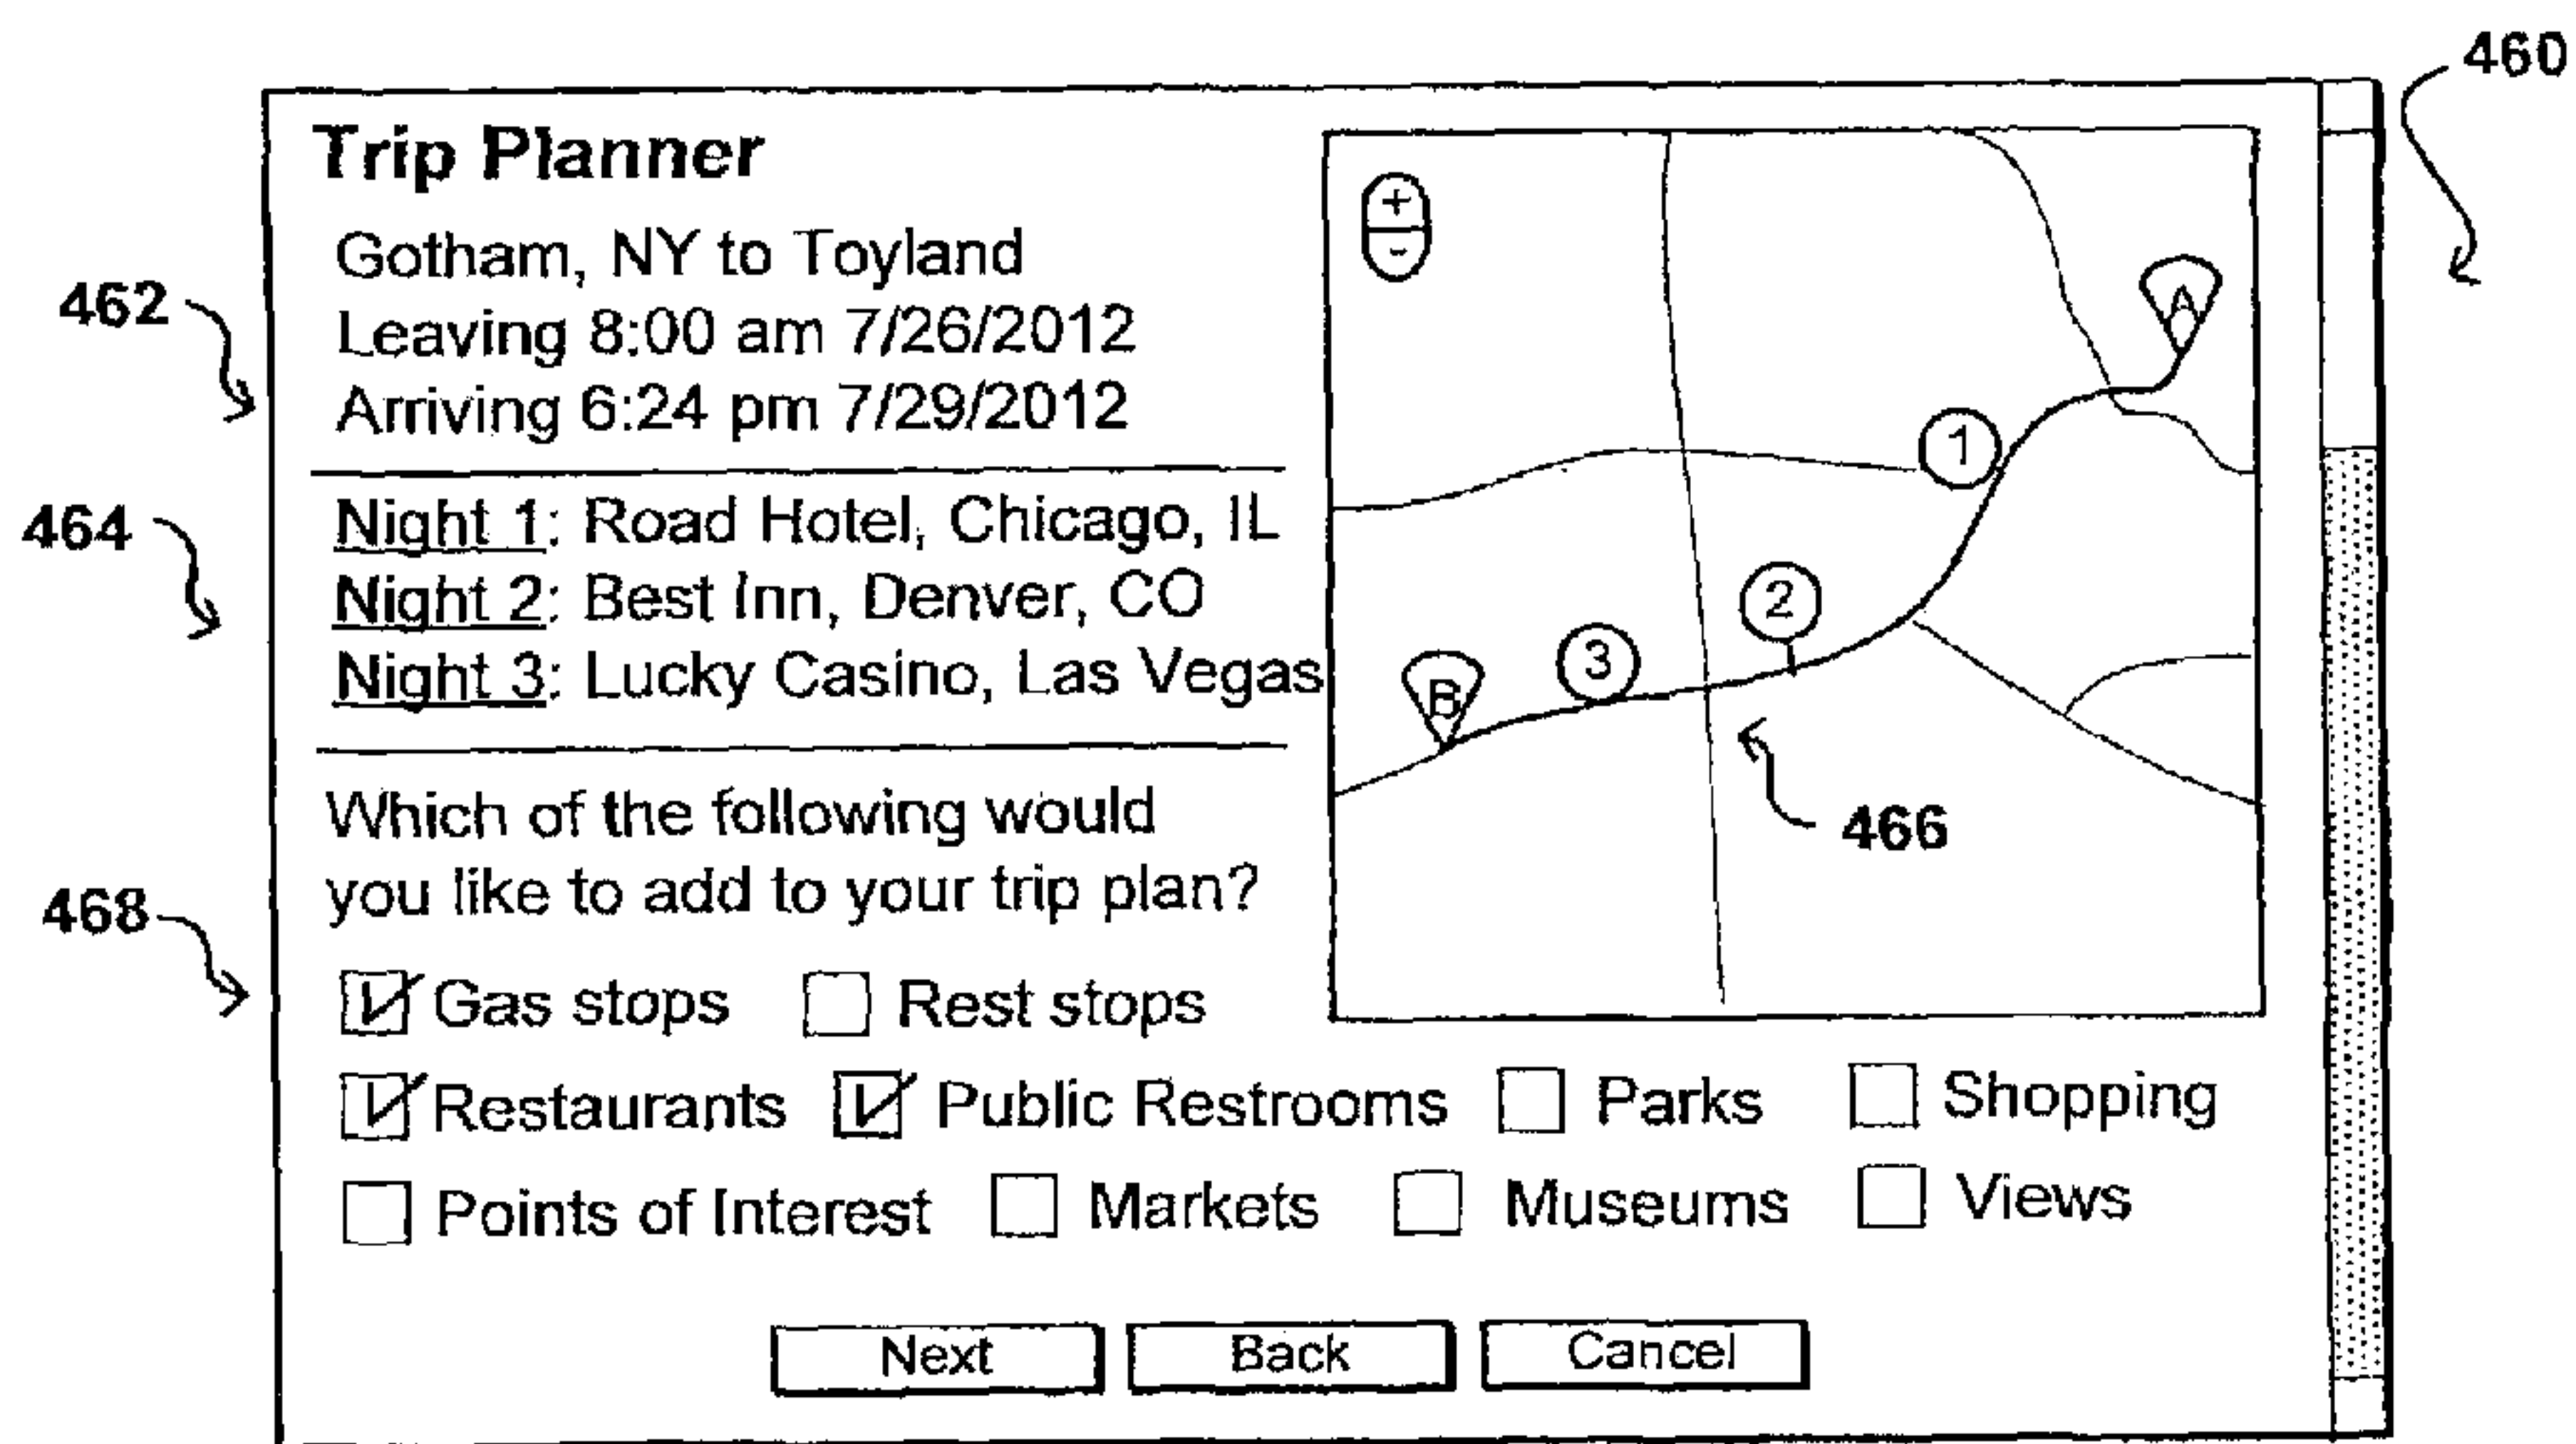 460
Trip Planner
Gotham, NY to Toyland
462
Leaving 8:00 am 7/26/2012
Arriving 6:24 pm 7/29/2012
464
Night 1: Road Hotel, Chicago, IL
Night 2: Best Inn, Denver, CO
Night 3: Lucky Casino, Las Vegas
+
-
A
1
2
3
B
466
Which of the following would
you like to add to your trip plan?
468
Gas stops Rest stops
Restaurants Public Restrooms Parks Shopping
Points of Interest Markets Museums Views
Next Back Cancel